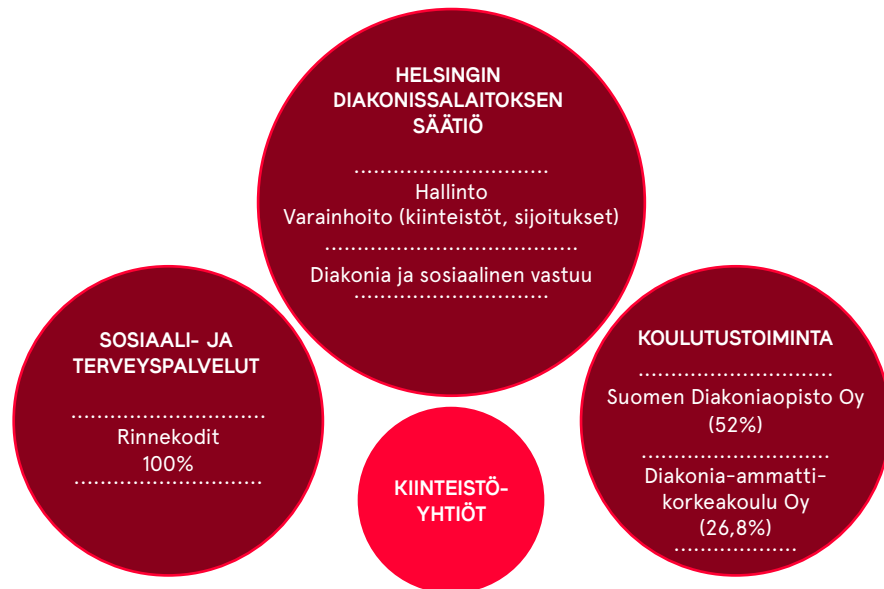 HELSINGIN
DIAKONISSALAITOKSEN
SÄÄTIÖ
Hallinto
Varainhoito (kiinteistöt, sijoitukset)
Diakonia ja sosiaalinen vastuu
SOSIAALI- JA
TERVEYSPALVELUT
Rinnekodit
100%
KIINTEISTÖ-
YHTIÖT
KOULUTUSTOIMINTA
Suomen Diakoniaopisto Oy
(52%)
Diakonia-ammatti-
korkeakoulu Oy
(26,8%)